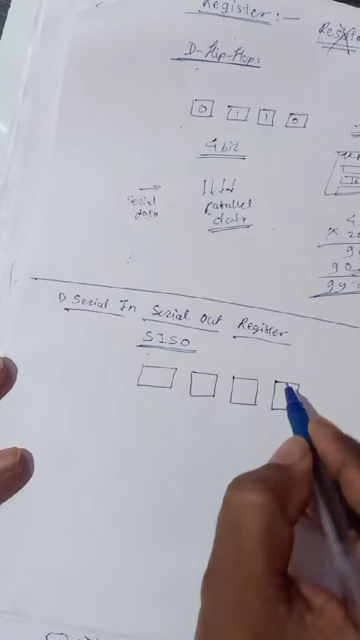 Register :-
D-flip-flops
0 1 1 0
4 bit
serial data
parallel data
1) Serial In Serial Out Register
SISO